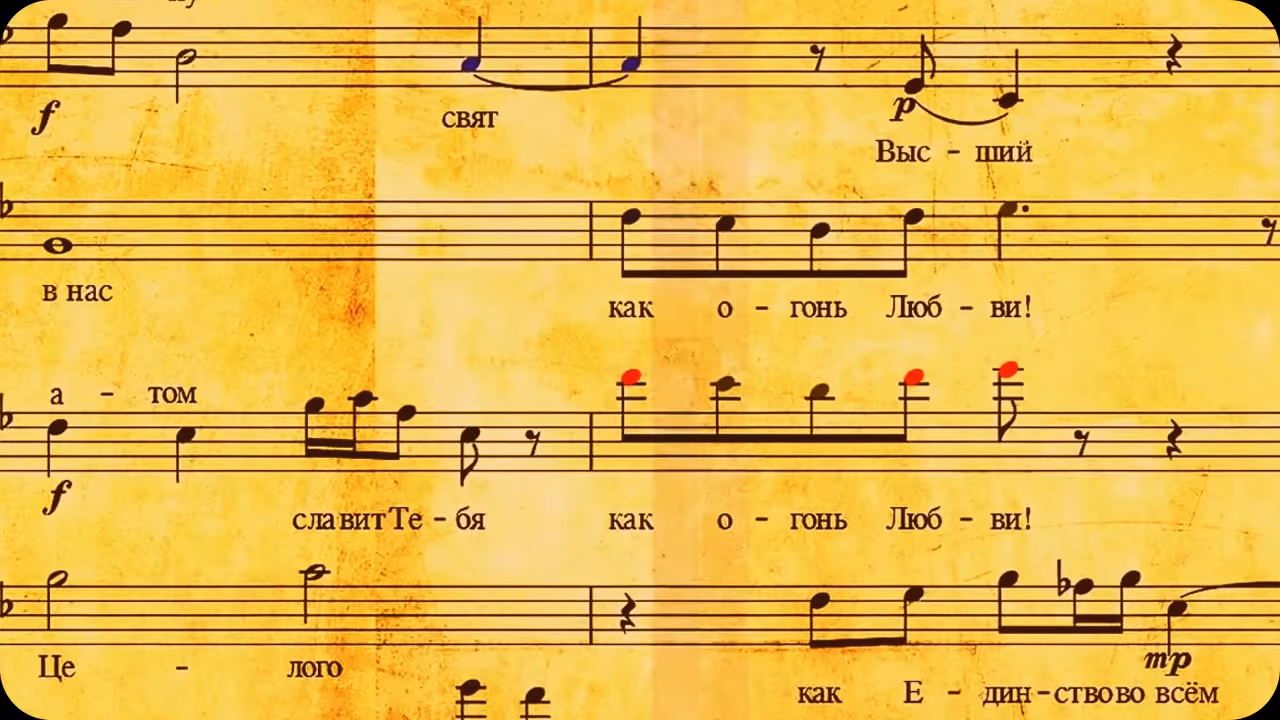 f свят p
Выс - ший
в нас
как о - гонь Люб - ви!
а - том
f
славит Те - бя как о - гонь Люб - ви!
Це - лого
mp
как Е - дин - ство во всём